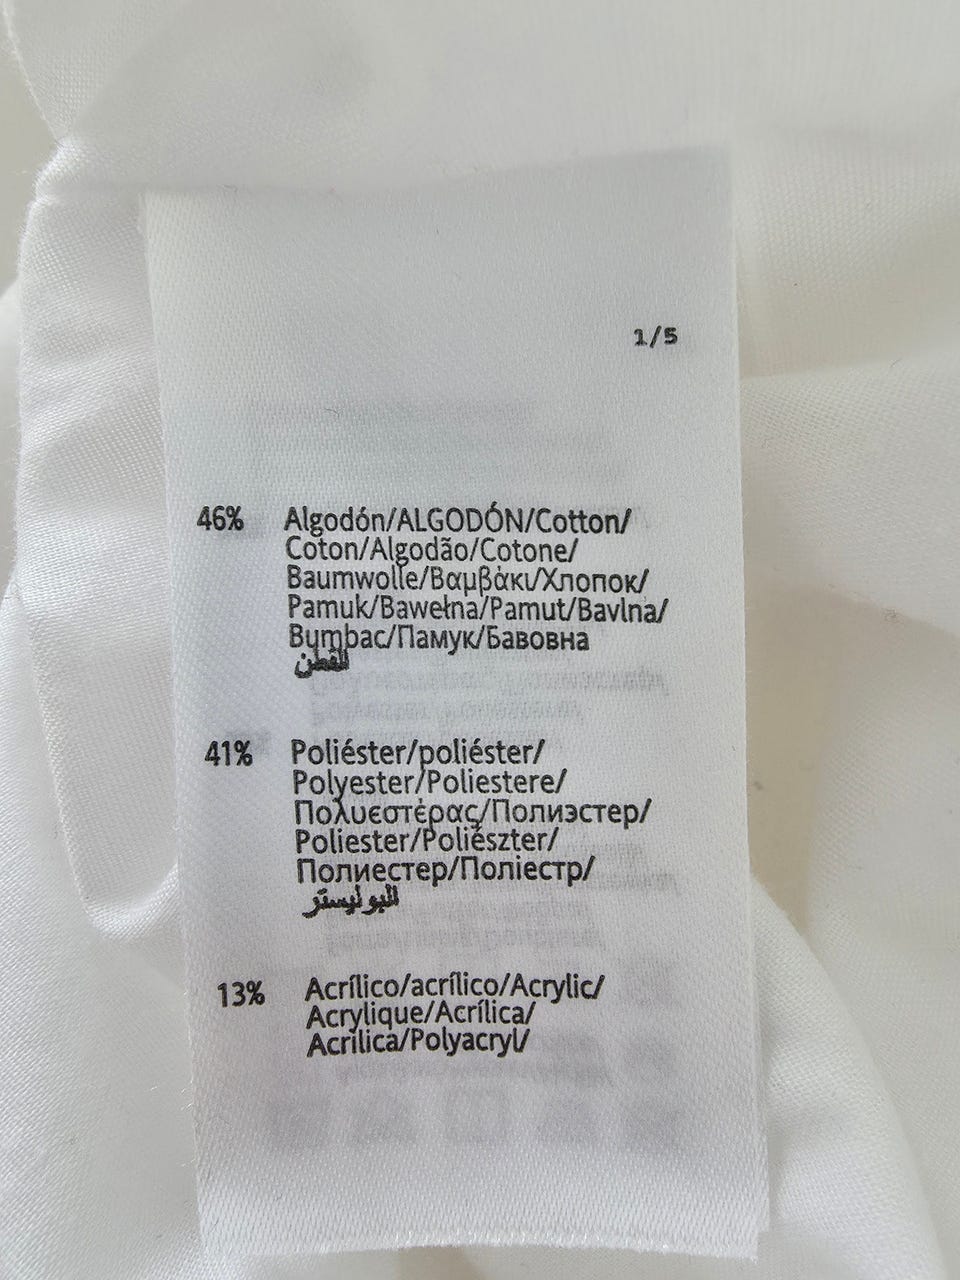 1/5
46% Algodón/ALGODÓN/Cotton/
Coton/Algodão/Cotone/
Baumwolle/Βαμβάκι/Хлопок/
Pamuk/Bawełna/Pamut/Bavlna/
Bumbac/Памук/Бавовна
القطن
41% Poliéster/poliéster/
Polyester/Poliestere/
Πολυεστέρας/Полиэстер/
Poliester/Poliészter/
Полиестер/Поліестр/
البوليستر
13% Acrílico/acrílico/Acrylic/
Acrylique/Acrílica/
Acrilica/Polyacryl/